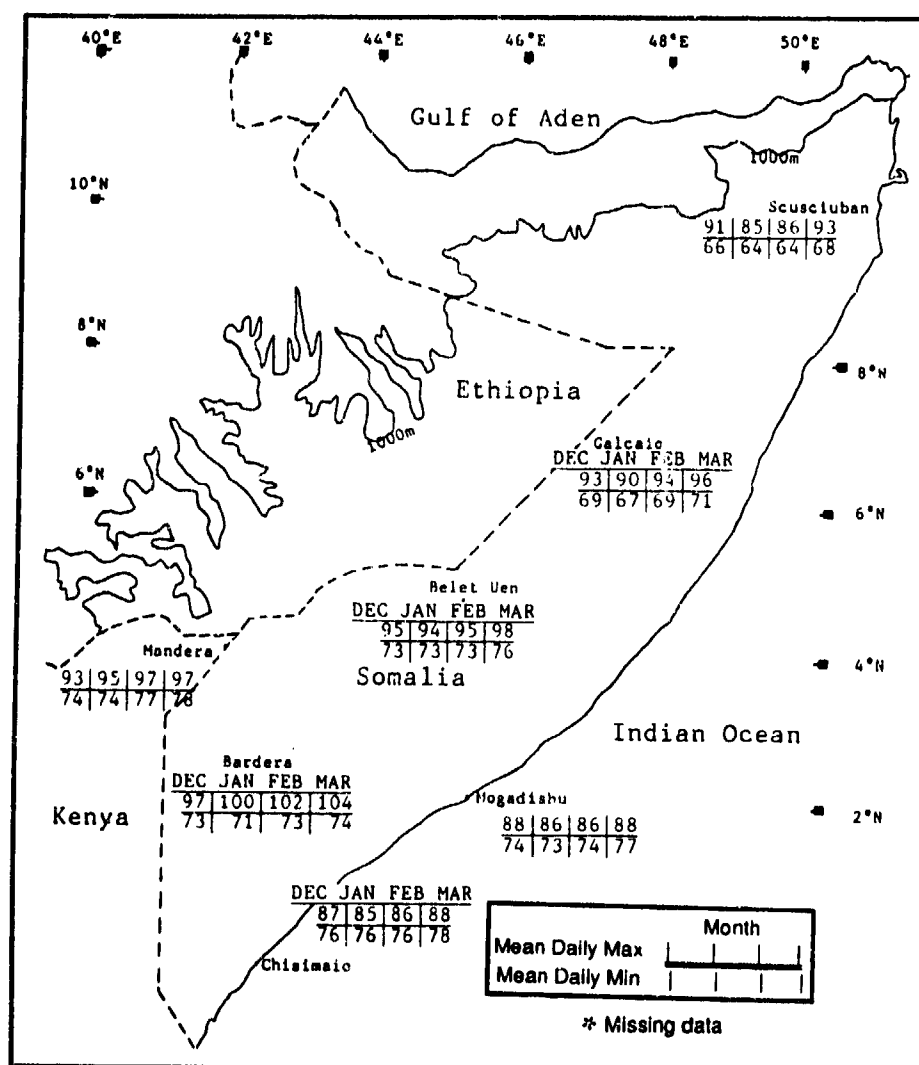 40°E 42°E 44°E 46°E 48°E 50°E
Gulf of Aden
1000m
10°N
Scusciuban
91 85 86 93
66 64 64 68
8°N
8°N
Ethiopia
1000m
Galcaio
DEC JAN FEB MAR
93 90 94 96
69 67 69 71
6°N
6°N
Belet Uen
DEC JAN FEB MAR
95 94 95 98
73 73 73 76
Mandera
93 95 97 97
74 74 77 78
Somalia
4°N
Indian Ocean
Bardera
DEC JAN FEB MAR
97 100 102 104
73 71 73 74
Kenya
Mogadishu
88 86 86 88
74 73 74 77
2°N
DEC JAN FEB MAR
87 85 86 88
76 76 76 78
Chisimaio
Month
Mean Daily Max
Mean Daily Min
* Missing data